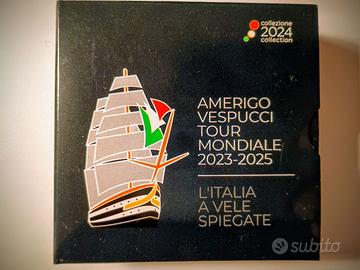 collezione
2024
collection
AMERIGO
VESPUCCI
TOUR
MONDIALE
2023-2025
L'ITALIA
A VELE
SPIEGATE
subito